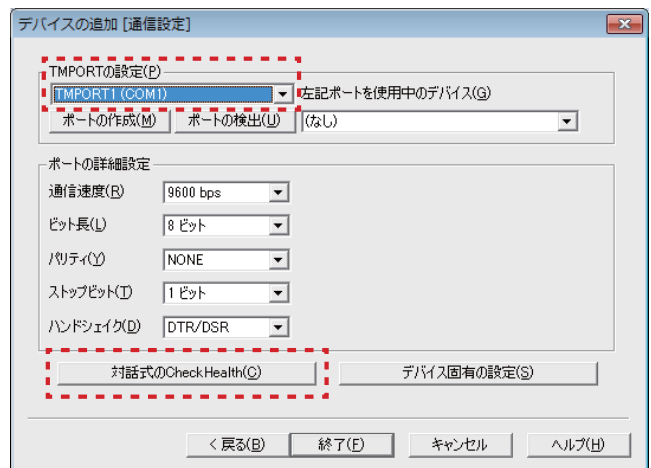 デバイスの追加 [通信設定]
TMPORTの設定(P)
TMPORT1 (COM1)
左記ポートを使用中のデバイス(G)
ポートの作成(M)
ポートの検出(U)
(なし)
ポートの詳細設定
通信速度(R)
9600 bps
ビット長(L)
8 ビット
パリティ(Y)
NONE
ストップビット(T)
1 ビット
ハンドシェイク(D)
DTR/DSR
対話式のCheckHealth(C)
デバイス固有の設定(S)
< 戻る(B)
終了(F)
キャンセル
ヘルプ(H)